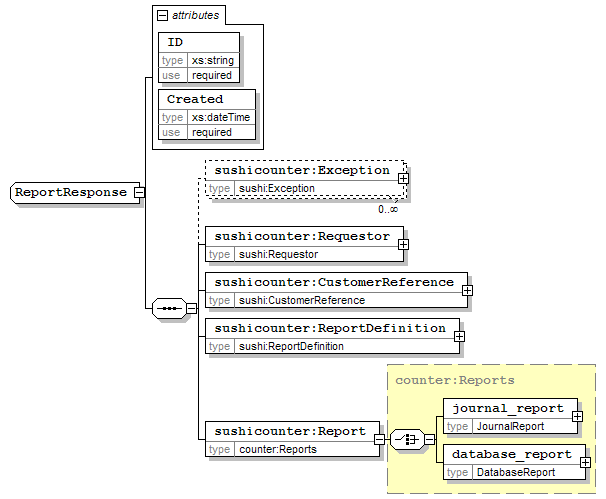 attributes
ID
type xs:string
use required
Created
type xs:dateTime
use required
ReportResponse
sushicounter:Exception
type sushi:Exception
0..∞
sushicounter:Requestor
type sushi:Requestor
sushicounter:CustomerReference
type sushi:CustomerReference
sushicounter:ReportDefinition
type sushi:ReportDefinition
counter:Reports
sushicounter:Report
type counter:Reports
journal_report
type JournalReport
database_report
type DatabaseReport